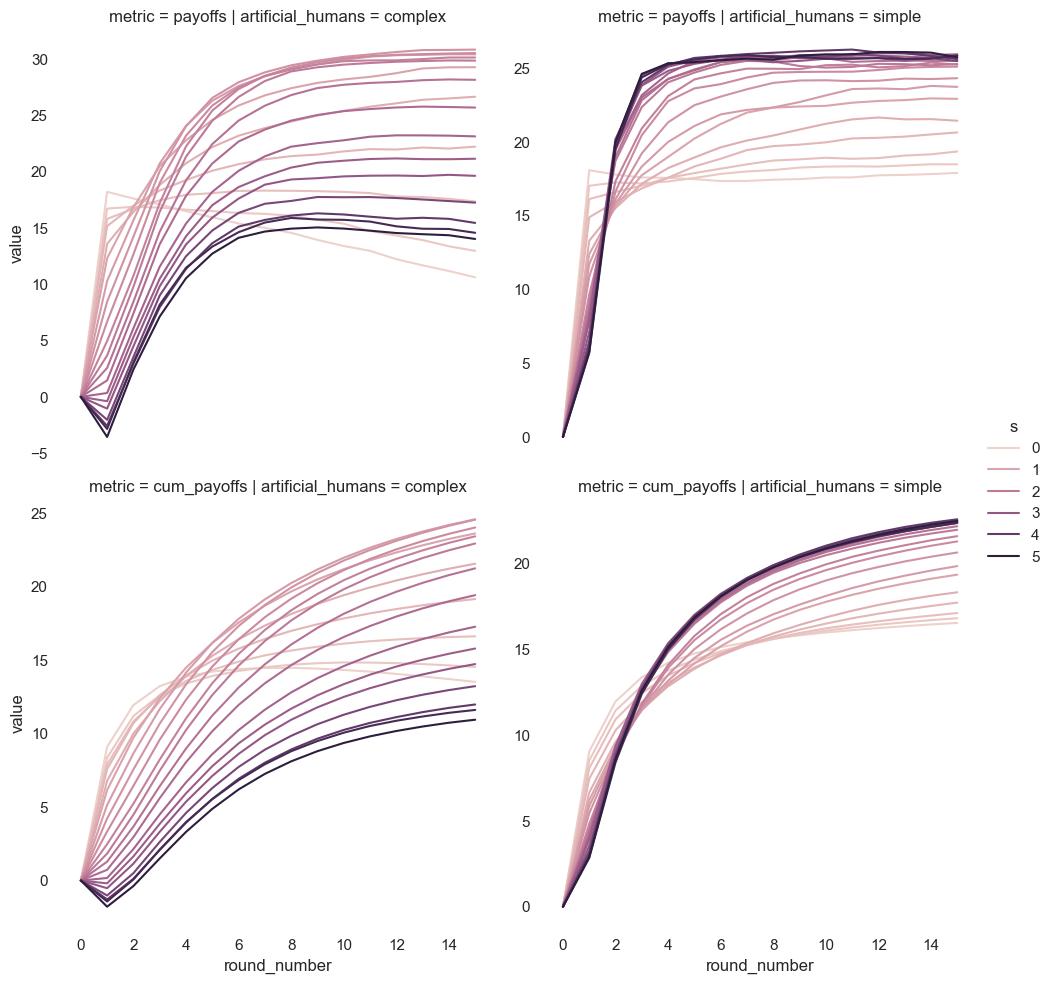 metric = payoffs | artificial_humans = complex
metric = payoffs | artificial_humans = simple
30
25
20
15
10
5
0
−5
value
25
20
15
10
5
0
s
0
1
2
3
4
5
metric = cum_payoffs | artificial_humans = complex
metric = cum_payoffs | artificial_humans = simple
25
20
15
10
5
0
value
0 2 4 6 8 10 12 14
round_number
20
15
10
5
0
0 2 4 6 8 10 12 14
round_number